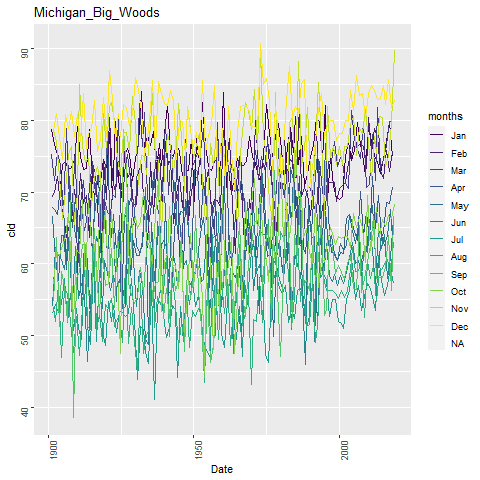 Michigan_Big_Woods
90
80
70
60
50
40
cld
1900
1950
2000
Date
months
Jan
Feb
Mar
Apr
May
Jun
Jul
Aug
Sep
Oct
Nov
Dec
NA